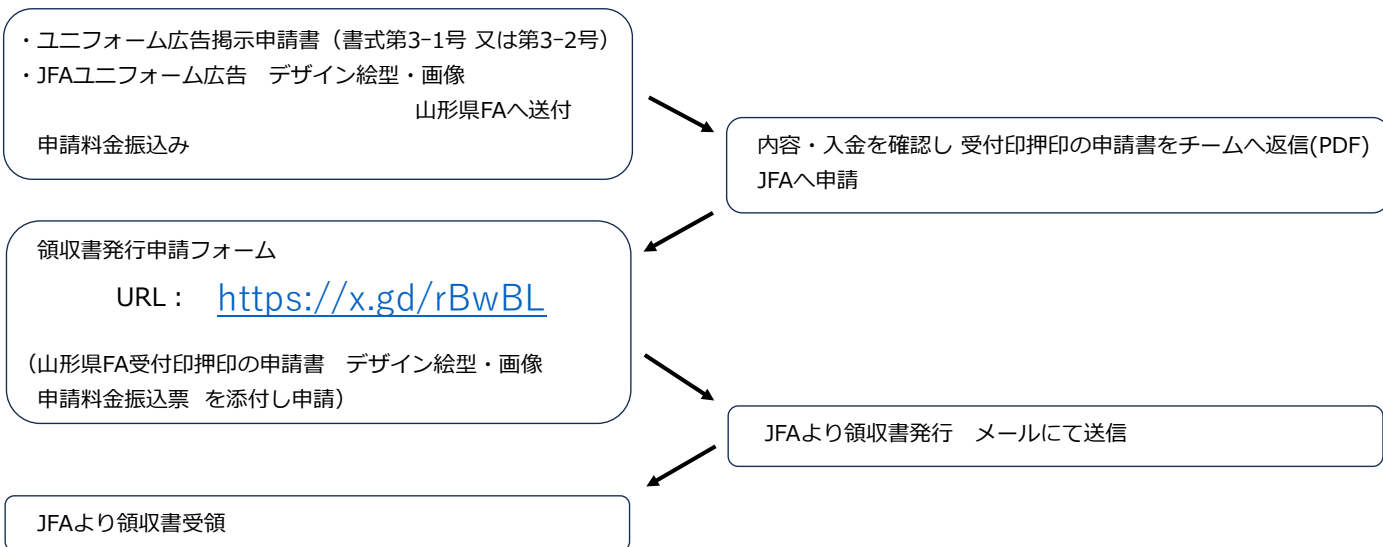 ・ユニフォーム広告掲示申請書（書式第3-1号 又は第3-2号）
・JFAユニフォーム広告　デザイン絵型・画像
山形県FAへ送付
申請料金振込み
内容・入金を確認し 受付印押印の申請書をチームへ返信(PDF)
JFAへ申請
領収書発行申請フォーム
URL： https://x.gd/rBwBL
（山形県FA受付印押印の申請書　デザイン絵型・画像
申請料金振込票 を添付し申請）
JFAより領収書発行　メールにて送信
JFAより領収書受領